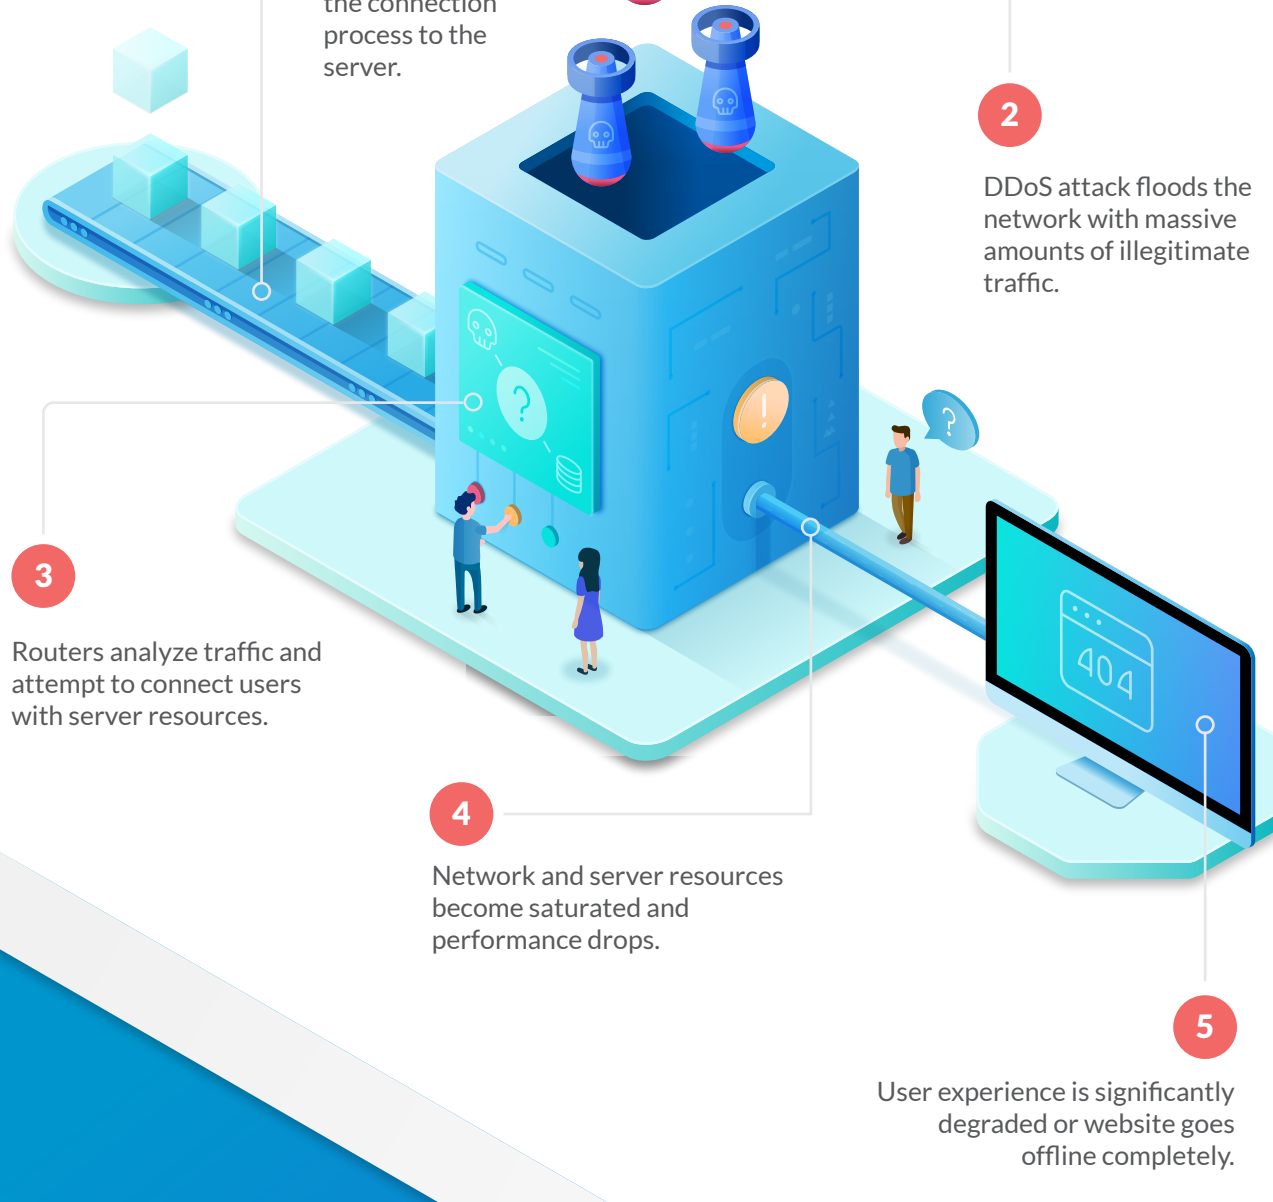 the connection
process to the
server.
2
DDoS attack floods the
network with massive
amounts of illegitimate
traffic.
?
!
?
3
Routers analyze traffic and
attempt to connect users
with server resources.
404
4
Network and server resources
become saturated and
performance drops.
5
User experience is significantly
degraded or website goes
offline completely.